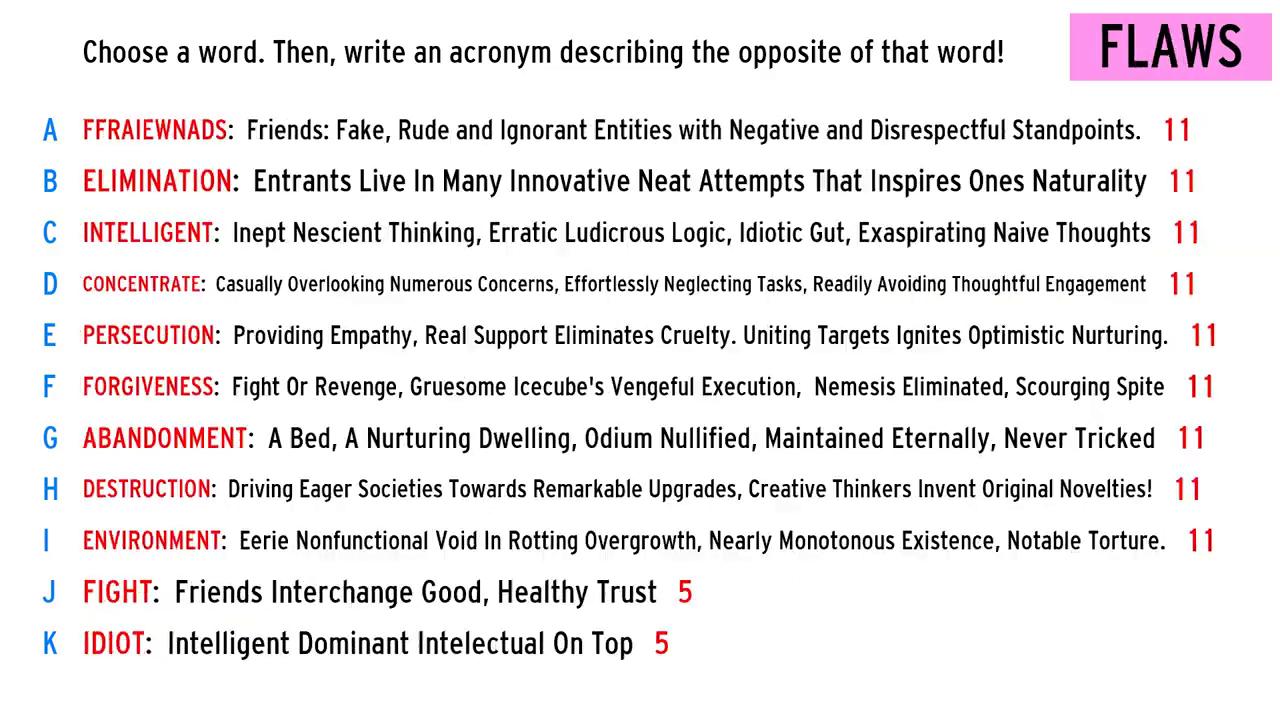 Choose a word. Then, write an acronym describing the opposite of that word!
FLAWS
A FFRAIEWNADS: Friends: Fake, Rude and Ignorant Entities with Negative and Disrespectful Standpoints. 11
B ELIMINATION: Entrants Live In Many Innovative Neat Attempts That Inspires Ones Naturality 11
C INTELLIGENT: Inept Nescient Thinking, Erratic Ludicrous Logic, Idiotic Gut, Exaspirating Naive Thoughts 11
D CONCENTRATE: Casually Overlooking Numerous Concerns, Effortlessly Neglecting Tasks, Readily Avoiding Thoughtful Engagement 11
E PERSECUTION: Providing Empathy, Real Support Eliminates Cruelty. Uniting Targets Ignites Optimistic Nurturing. 11
F FORGIVENESS: Fight Or Revenge, Gruesome Icecube's Vengeful Execution, Nemesis Eliminated, Scourging Spite 11
G ABANDONMENT: A Bed, A Nurturing Dwelling, Odium Nullified, Maintained Eternally, Never Tricked 11
H DESTRUCTION: Driving Eager Societies Towards Remarkable Upgrades, Creative Thinkers Invent Original Novelties! 11
I ENVIRONMENT: Eerie Nonfunctional Void In Rotting Overgrowth, Nearly Monotonous Existence, Notable Torture. 11
J FIGHT: Friends Interchange Good, Healthy Trust 5
K IDIOT: Intelligent Dominant Intelectual On Top 5